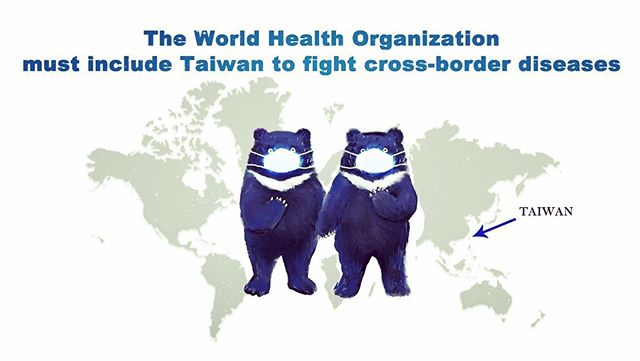 The World Health Organization
must include Taiwan to fight cross-border diseases
TAIWAN